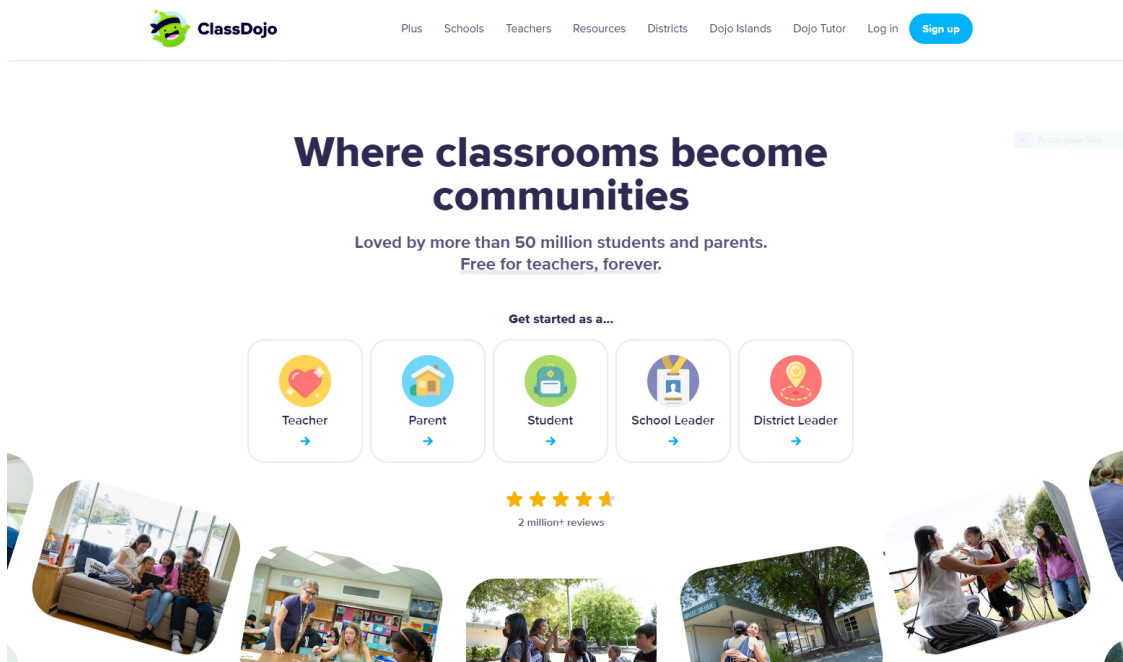 ClassDojo
Plus Schools Teachers Resources Districts Dojo Islands Dojo Tutor Log in Sign up
Where classrooms become
communities
Rectangular Snip
Loved by more than 50 million students and parents.
Free for teachers, forever.
Get started as a...
Teacher Parent Student School Leader District Leader
2 million+ reviews